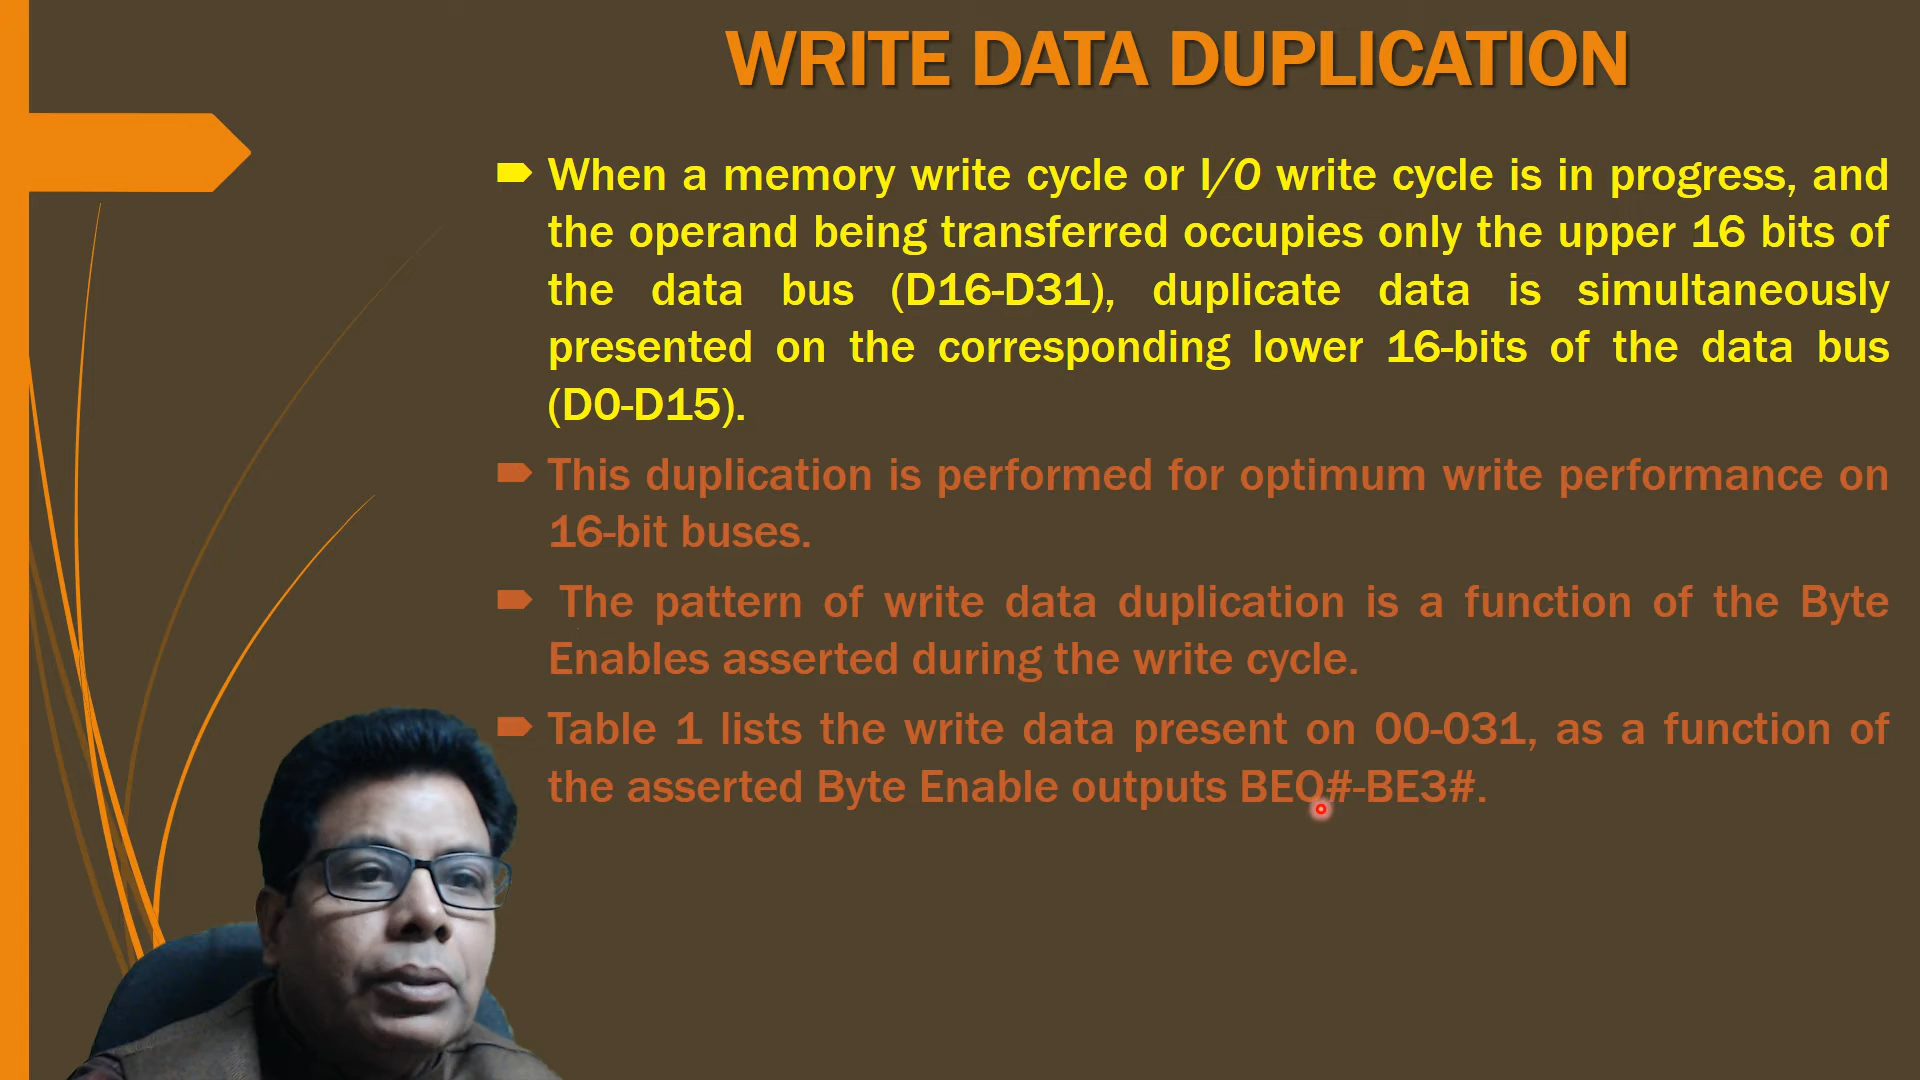 WRITE DATA DUPLICATION
When a memory write cycle or I/O write cycle is in progress, and
the operand being transferred occupies only the upper 16 bits of
the data bus (D16-D31), duplicate data is simultaneously
presented on the corresponding lower 16-bits of the data bus
(D0-D15).
This duplication is performed for optimum write performance on
16-bit buses.
The pattern of write data duplication is a function of the Byte
Enables asserted during the write cycle.
Table 1 lists the write data present on 00-031, as a function of
the asserted Byte Enable outputs BEO#-BE3#.